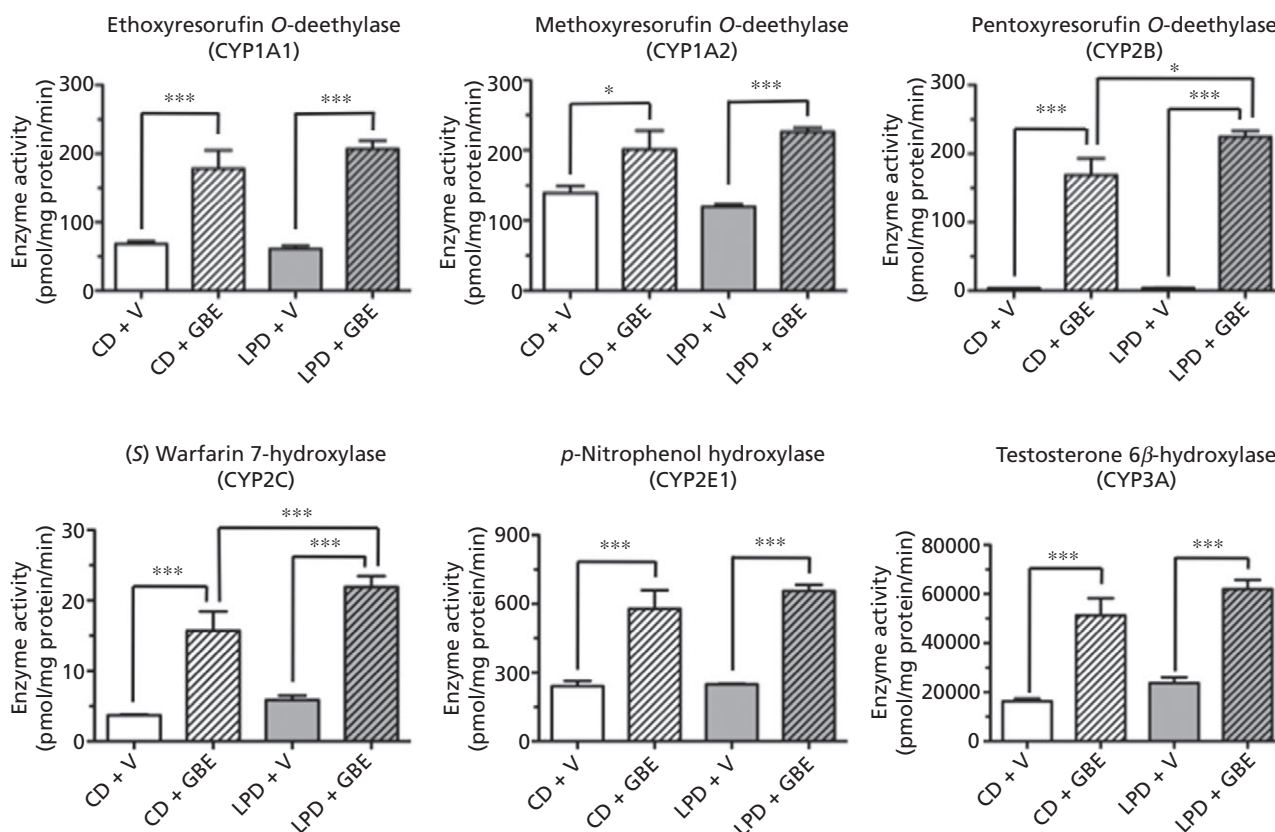 Ethoxyresorufin O-deethylase
(CYP1A1)
Enzyme activity
(pmol/mg protein/min)
300
200
100
0
***
***
CD + V
CD + GBE
LPD + V
LPD + GBE
Methoxyresorufin O-deethylase
(CYP1A2)
Enzyme activity
(pmol/mg protein/min)
300
200
100
0
*
***
CD + V
CD + GBE
LPD + V
LPD + GBE
Pentoxyresorufin O-deethylase
(CYP2B)
Enzyme activity
(pmol/mg protein/min)
300
200
100
0
*
***
***
CD + V
CD + GBE
LPD + V
LPD + GBE
(S) Warfarin 7-hydroxylase
(CYP2C)
Enzyme activity
(pmol/mg protein/min)
30
20
10
0
***
***
***
CD + V
CD + GBE
LPD + V
LPD + GBE
p-Nitrophenol hydroxylase
(CYP2E1)
Enzyme activity
(pmol/mg protein/min)
900
600
300
0
***
***
CD + V
CD + GBE
LPD + V
LPD + GBE
Testosterone 6β-hydroxylase
(CYP3A)
Enzyme activity
(pmol/mg protein/min)
80000
60000
40000
20000
0
***
***
CD + V
CD + GBE
LPD + V
LPD + GBE